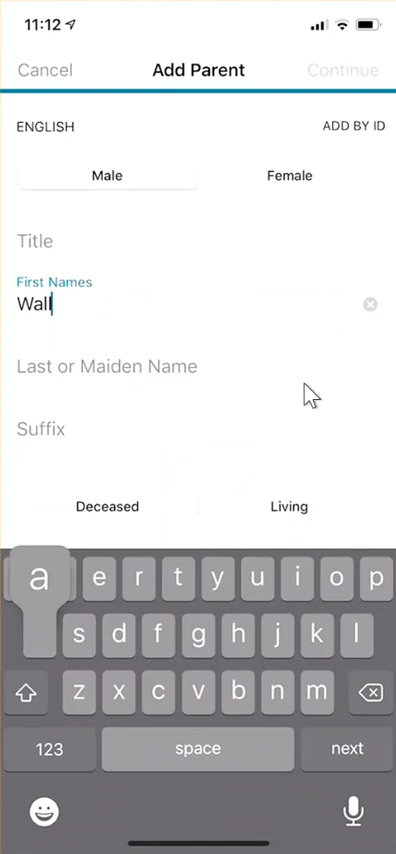 11:12
Cancel Add Parent Continue
ENGLISH ADD BY ID
Male Female
Title
First Names
Wall
Last or Maiden Name
Suffix
Deceased Living
a e r t y u i o p
s d f g h j k l
z x c v b n m
123 space next